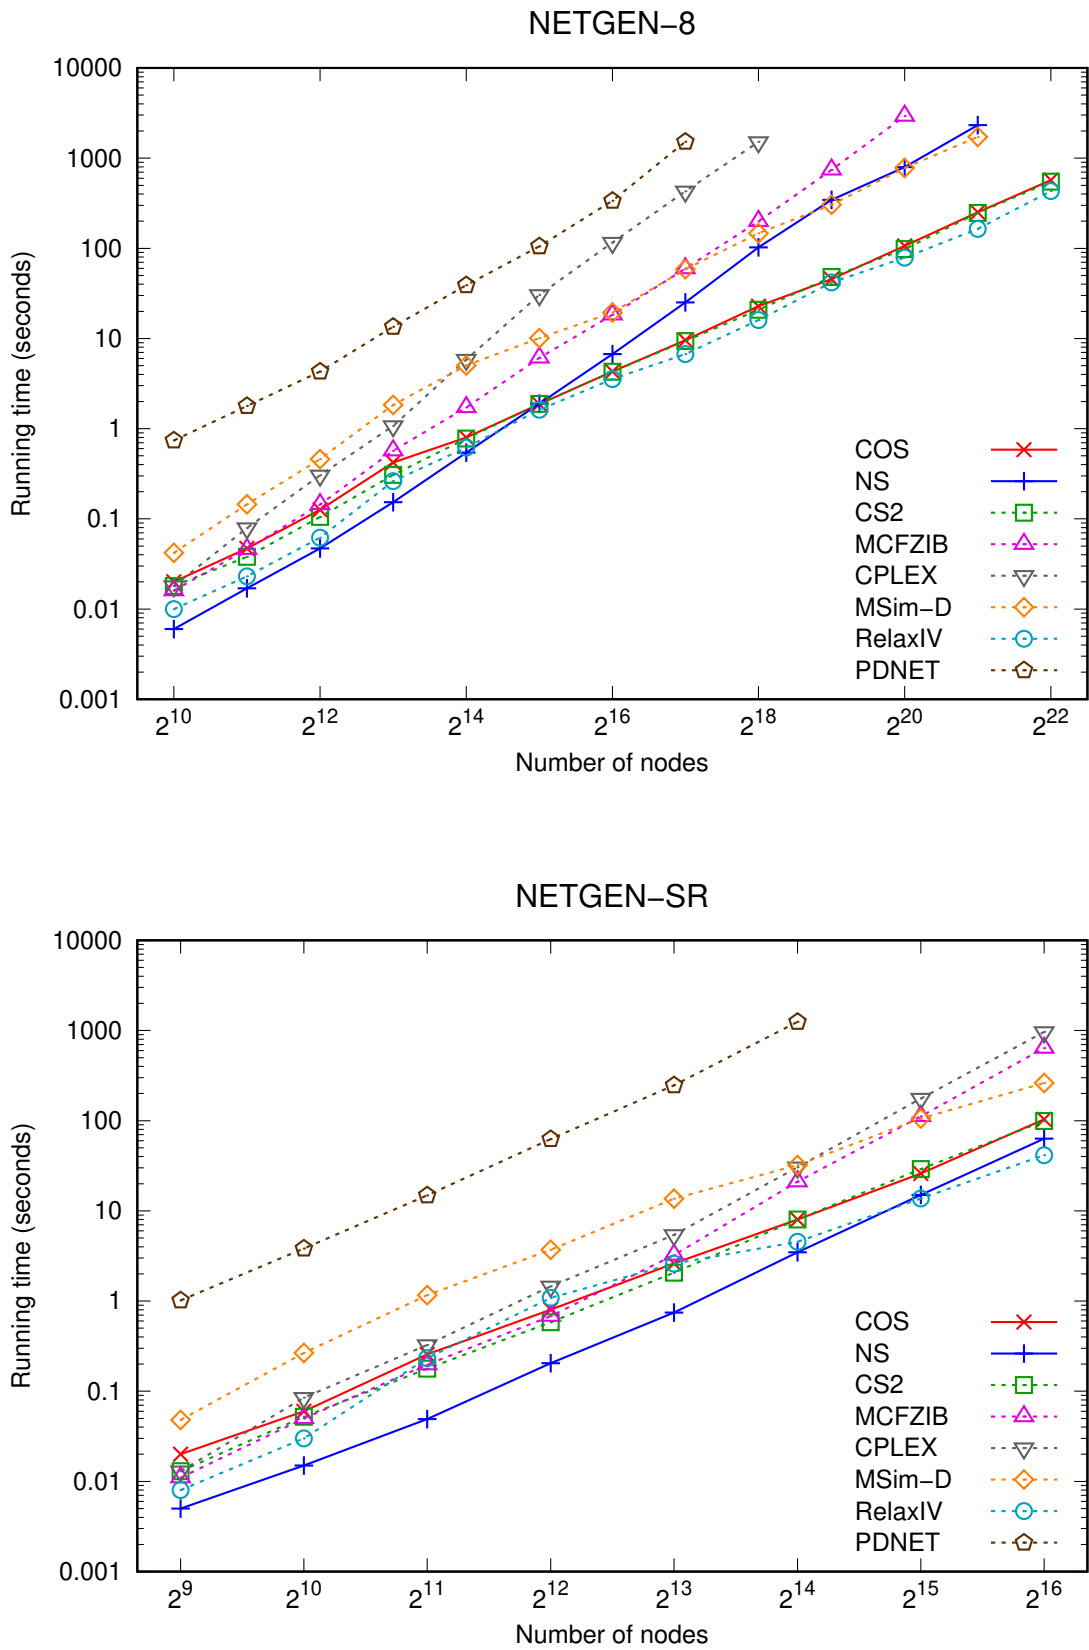 NETGEN−8
10000
1000
100
10
1
0.1
0.01
0.001
Running time (seconds)
COS
NS
CS2
MCFZIB
CPLEX
MSim−D
RelaxIV
PDNET
2^10 2^12 2^14 2^16 2^18 2^20 2^22
Number of nodes
NETGEN−SR
10000
1000
100
10
1
0.1
0.01
0.001
Running time (seconds)
COS
NS
CS2
MCFZIB
CPLEX
MSim−D
RelaxIV
PDNET
2^9 2^10 2^11 2^12 2^13 2^14 2^15 2^16
Number of nodes